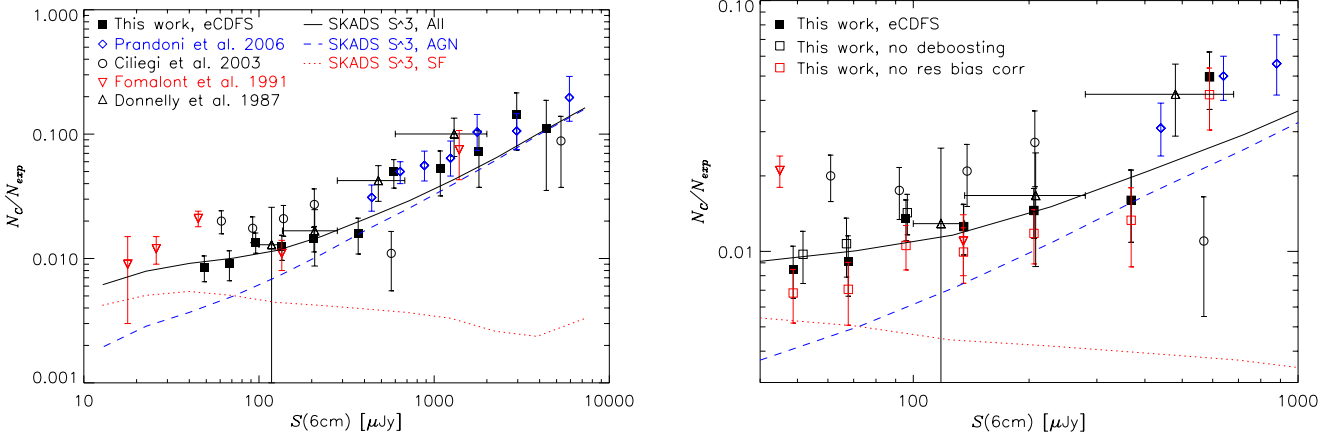 1.000
0.100
0.010
0.001
N_C/N_exp
This work, eCDFS
Prandoni et al. 2006
Ciliegi et al. 2003
Fomalont et al. 1991
Donnelly et al. 1987
SKADS S^3, All
SKADS S^3, AGN
SKADS S^3, SF
10
100
1000
10000
S(6cm) [μJy]
0.10
0.01
N_C/N_exp
This work, eCDFS
This work, no deboosting
This work, no res bias corr
100
1000
S(6cm) [μJy]